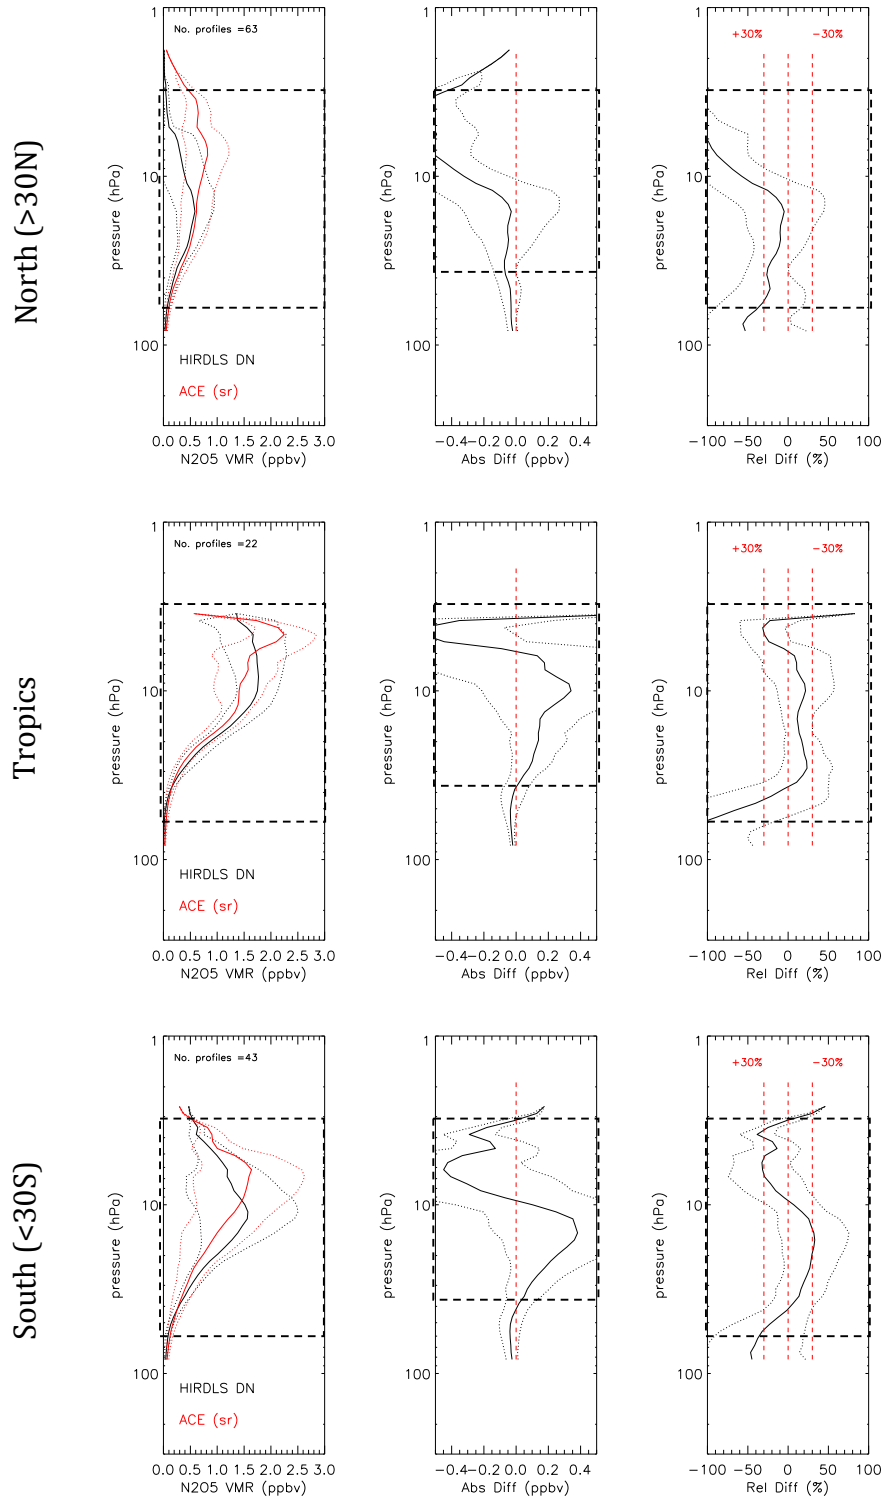 North (>30N)
No. profiles =63
+30% -30%
1 1 1
10 10 10
100 100 100
pressure (hPa) pressure (hPa) pressure (hPa)
HIRDLS DN
ACE (sr)
0.0 0.5 1.0 1.5 2.0 2.5 3.0 -0.4 -0.2 0.0 0.2 0.4 -100 -50 0 50 100
N2O5 VMR (ppbv) Abs Diff (ppbv) Rel Diff (%)
Tropics
No. profiles =22
+30% -30%
1 1 1
10 10 10
100 100 100
pressure (hPa) pressure (hPa) pressure (hPa)
HIRDLS DN
ACE (sr)
0.0 0.5 1.0 1.5 2.0 2.5 3.0 -0.4 -0.2 0.0 0.2 0.4 -100 -50 0 50 100
N2O5 VMR (ppbv) Abs Diff (ppbv) Rel Diff (%)
South (<30S)
No. profiles =43
+30% -30%
1 1 1
10 10 10
100 100 100
pressure (hPa) pressure (hPa) pressure (hPa)
HIRDLS DN
ACE (sr)
0.0 0.5 1.0 1.5 2.0 2.5 3.0 -0.4 -0.2 0.0 0.2 0.4 -100 -50 0 50 100
N2O5 VMR (ppbv) Abs Diff (ppbv) Rel Diff (%)